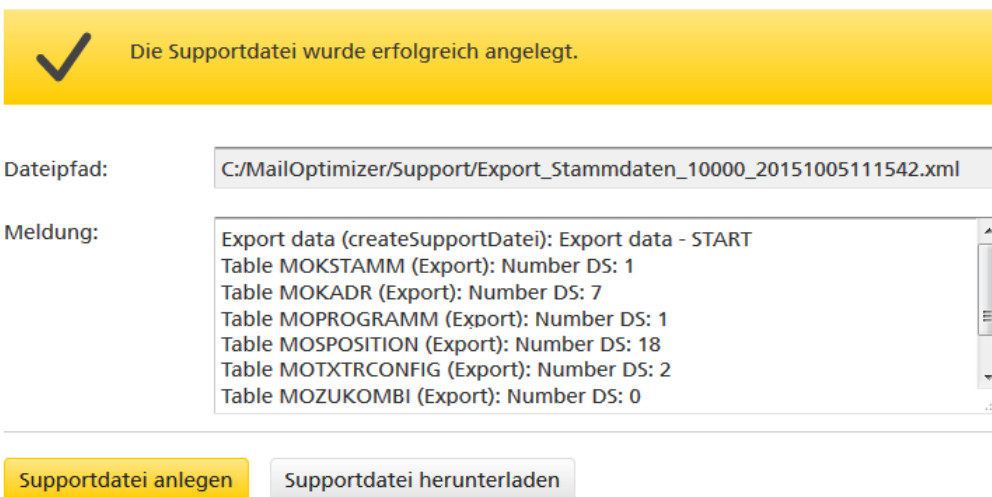 Die Supportdatei wurde erfolgreich angelegt.
Dateipfad: C:/MailOptimizer/Support/Export_Stammdaten_10000_20151005111542.xml
Meldung: Export data (createSupportDatei): Export data - START
Table MOKSTAMM (Export): Number DS: 1
Table MOKADR (Export): Number DS: 7
Table MOPROGRAMM (Export): Number DS: 1
Table MOSPOSITION (Export): Number DS: 18
Table MOTXTRCONFIG (Export): Number DS: 2
Table MOZUKOMBI (Export): Number DS: 0
Supportdatei anlegen Supportdatei herunterladen